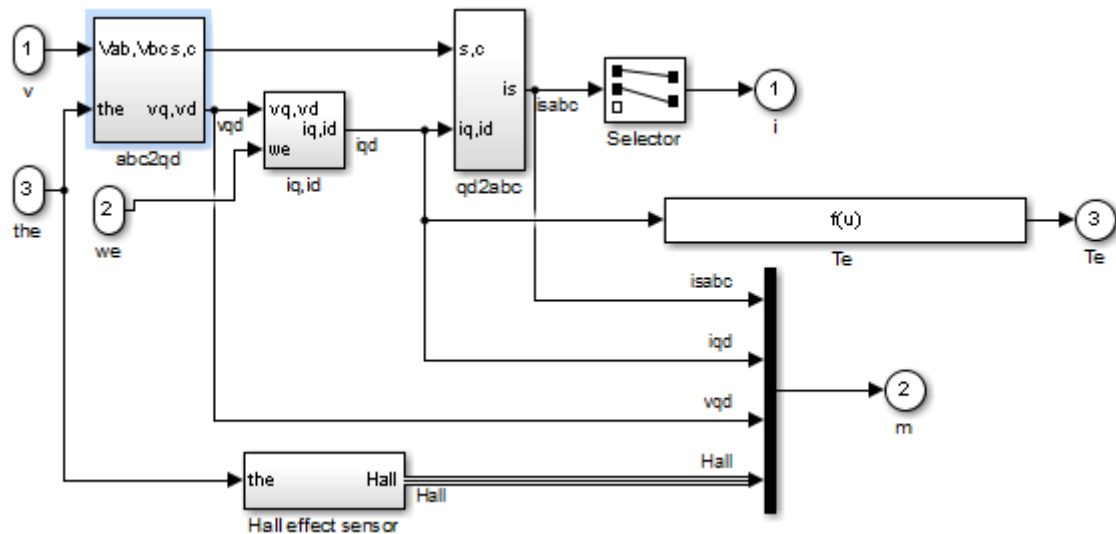 1
v
Vab,Vbc s,c
the vq,vd
abc2qd
vqd
vq,vd
iq,id
we
iq,id
iqd
s,c
is
iq,id
qd2abc
isabc
Selector
1
i
3
the
2
we
f(u)
Te
3
Te
isabc
iqd
vqd
Hall
2
m
the Hall
Hall
Hall effect sensor